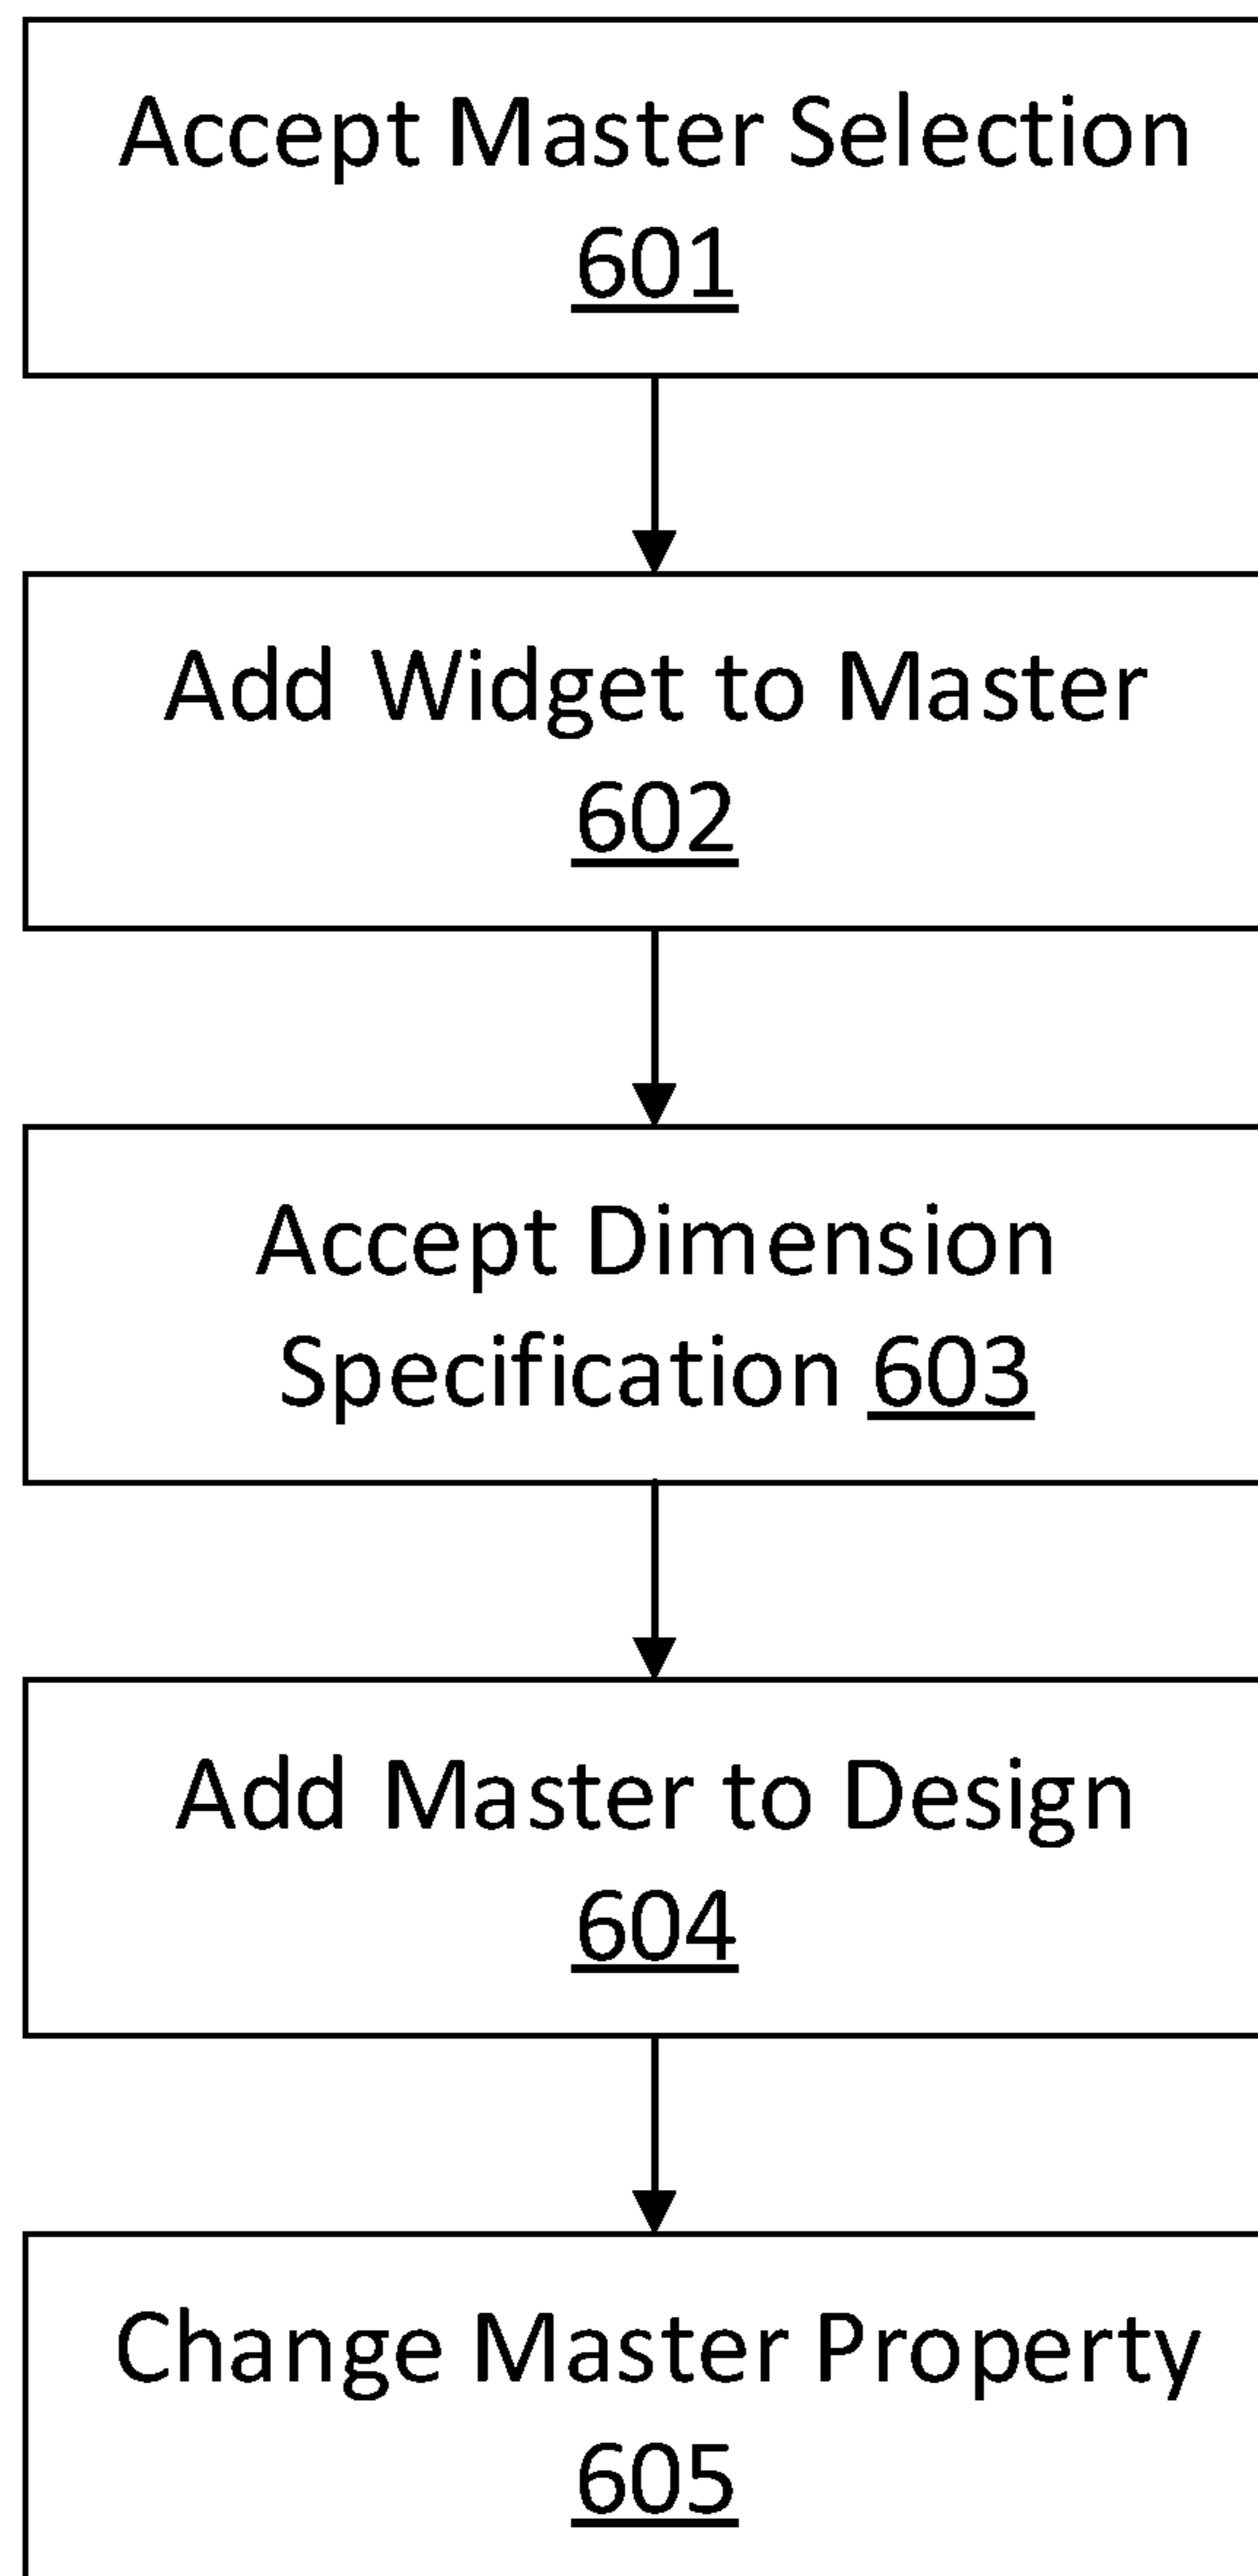 Accept Master Selection
601
Add Widget to Master
602
Accept Dimension
Specification 603
Add Master to Design
604
Change Master Property
605